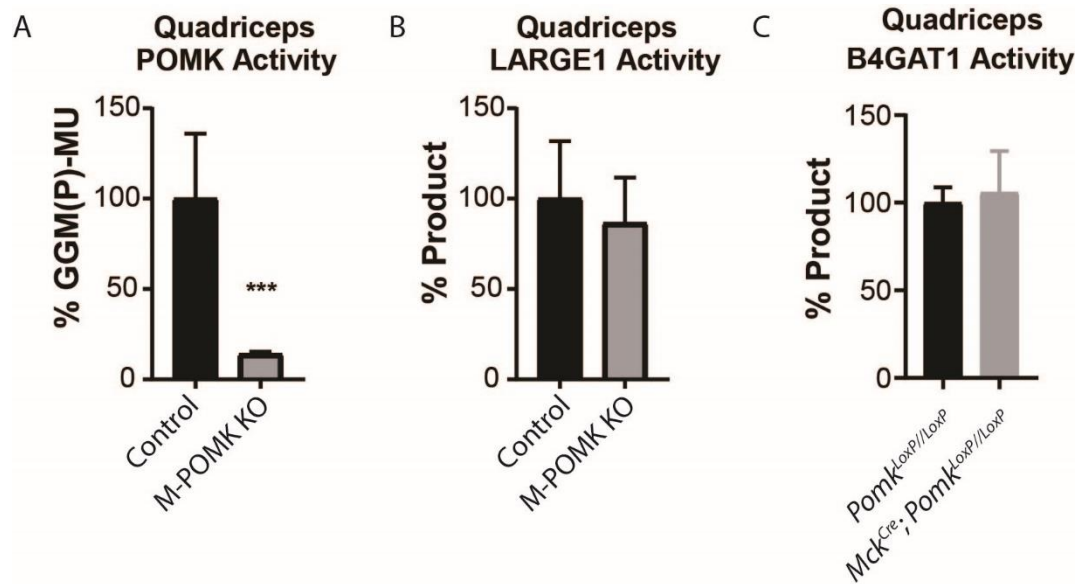 A
Quadriceps
POMK Activity
% GGM(P)-MU
150
100
50
0
***
Control
M-POMK KO
B
Quadriceps
LARGE1 Activity
% Product
150
100
50
0
Control
M-POMK KO
C
Quadriceps
B4GAT1 Activity
% Product
150
100
50
0
Pomk^LoxP//LoxP
Mck^Cre; Pomk^LoxP//LoxP